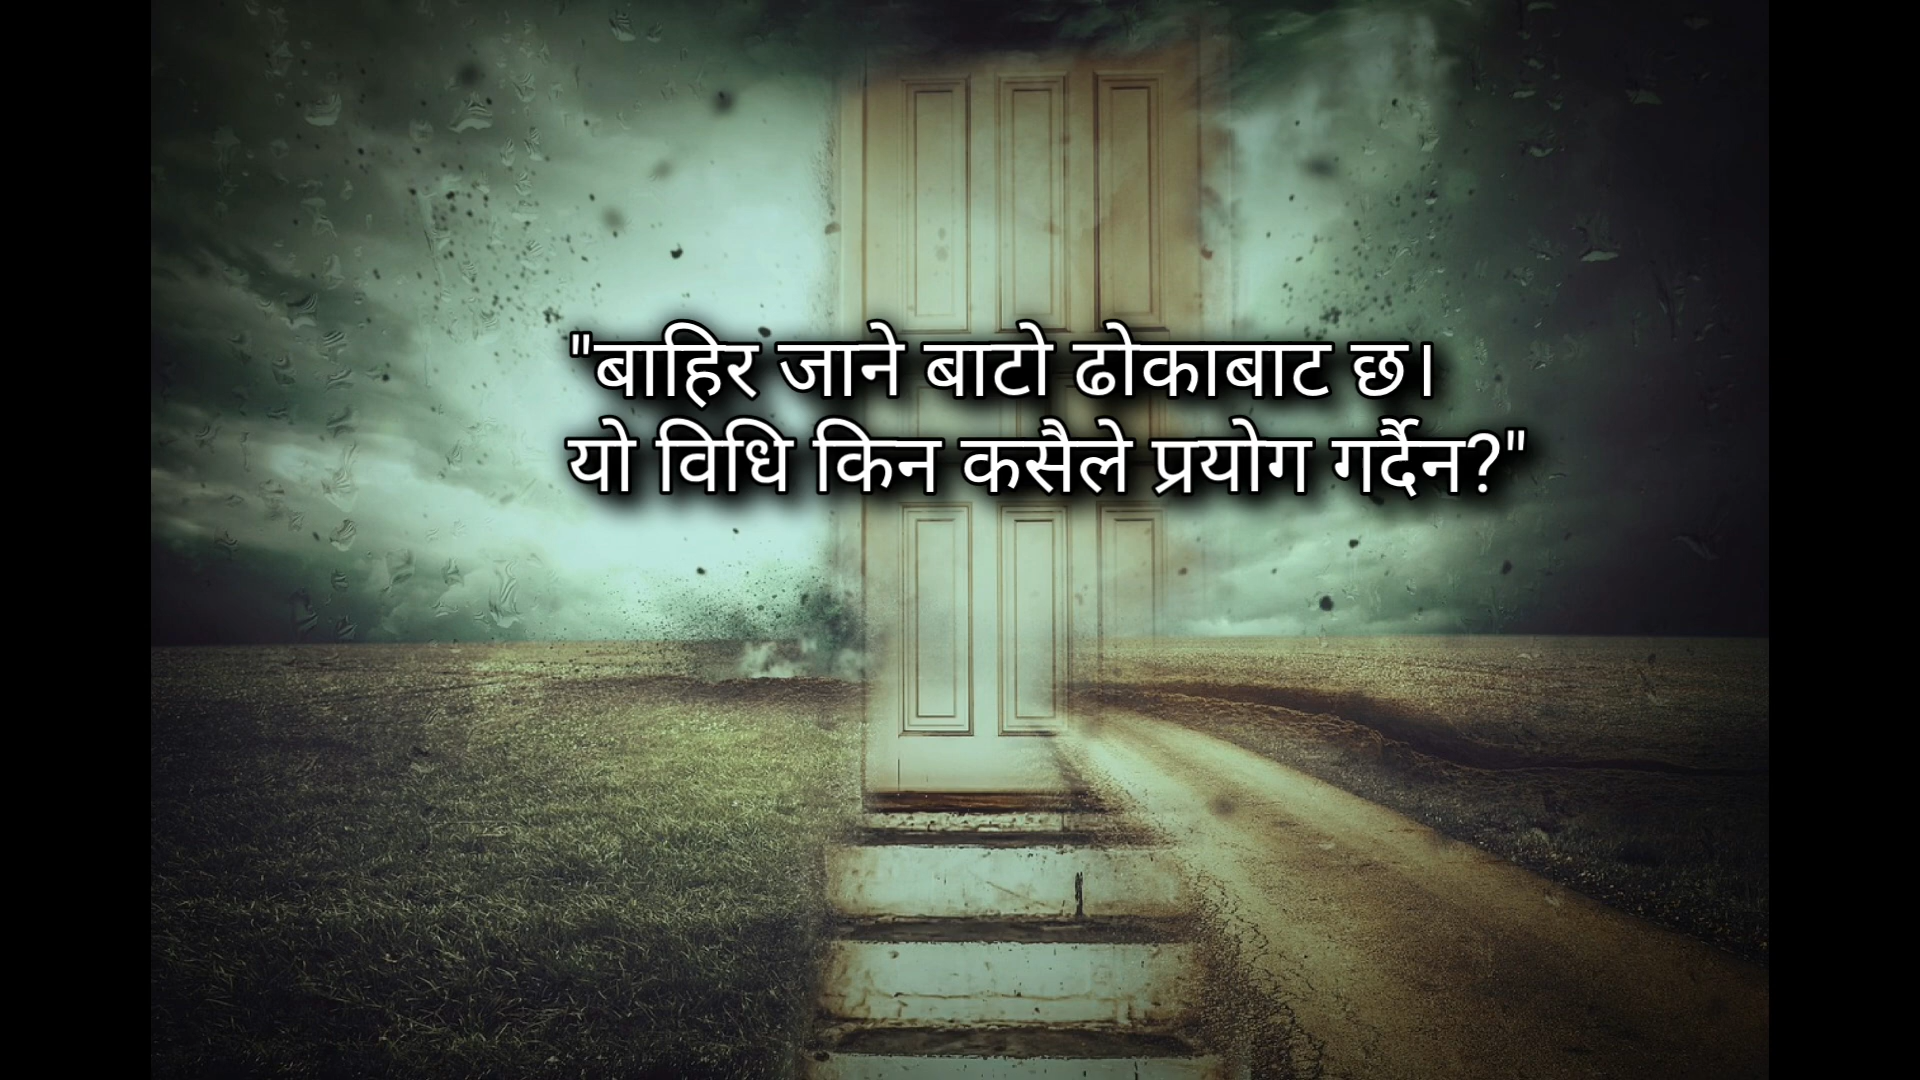 "बाहिर जाने बाटो ढोकाबाट छ।
यो विधि किन कसैले प्रयोग गर्दैन?"